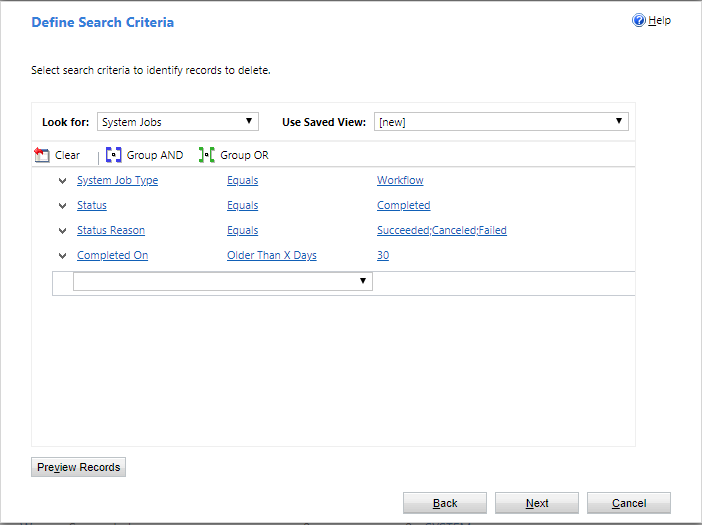 Define Search Criteria
Help
Select search criteria to identify records to delete.
Look for: System Jobs Use Saved View: [new]
Clear Group AND Group OR
System Job Type Equals Workflow
Status Equals Completed
Status Reason Equals Succeeded;Canceled;Failed
Completed On Older Than X Days 30
Preview Records
Back Next Cancel